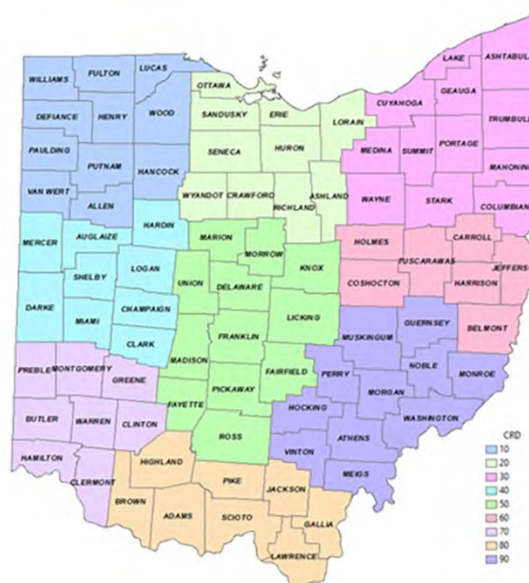 LAKE
ASHTABUL
WILLIAMS
FULTON
LUCAS
OTTAWA
GEAUGA
CUYAHOGA
DEFIANCE
HENRY
WOOD
SANDUSKY
ERIE
LORAIN
TRUMBULL
PAULDING
SENECA
HURON
MEDINA
SUMMIT
PORTAGE
MAHONIN
PUTNAM
HANCOCK
VAN WERT
ALLEN
WYANDOT
CRAWFORD
RICHLAND
ASHLAND
WAYNE
STARK
COLUMBIAN
MERCER
AUGLAIZE
HARDIN
MARION
MORROW
HOLMES
CARROLL
TUSCARAWAS
SHELBY
LOGAN
UNION
DELAWARE
KNOX
COSHOCTON
HARRISON
JEFFERS
DARKE
MIAMI
CHAMPAIGN
LICKING
CLARK
FRANKLIN
MUSKINGUM
GUERNSEY
BELMONT
PREBLE
MONTGOMERY
GREENE
MADISON
FAIRFIELD
PERRY
NOBLE
MONROE
PICKAWAY
MORGAN
FAYETTE
HOCKING
WASHINGTON
BUTLER
WARREN
CLINTON
ROSS
ATHENS
HAMILTON
CLERMONT
HIGHLAND
VINTON
MEIGS
BROWN
PIKE
JACKSON
ADAMS
SCIOTO
GALLIA
LAWRENCE
CRD
10
20
30
40
50
60
70
80
90